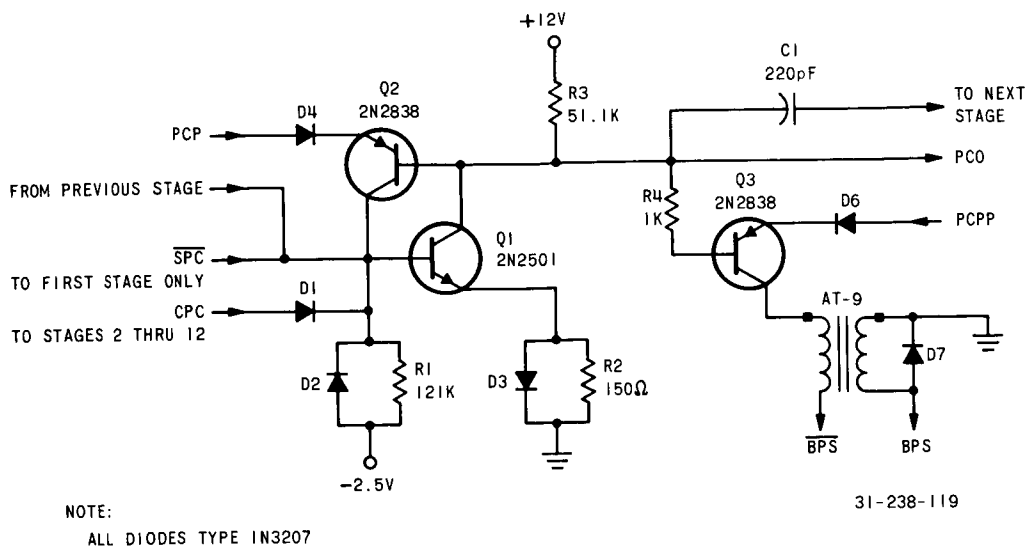 +12V
C1
220pF
Q2
2N2838
R3
51.1K
TO NEXT
STAGE
D4
PCP
PCO
FROM PREVIOUS STAGE
R4
1K
Q3
2N2838
D6
PCPP
Q1
2N2501
SPC
TO FIRST STAGE ONLY
D1
CPC
TO STAGES 2 THRU 12
AT-9
D2
R1
121K
D3
R2
150Ω
D7
BPS
BPS
-2.5V
31-238-119
NOTE:
ALL DIODES TYPE 1N3207